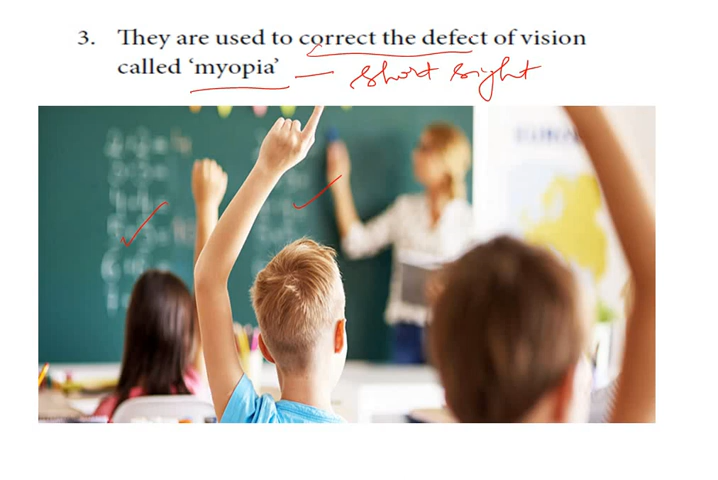 3. They are used to correct the defect of vision
called ‘myopia’ — short sight